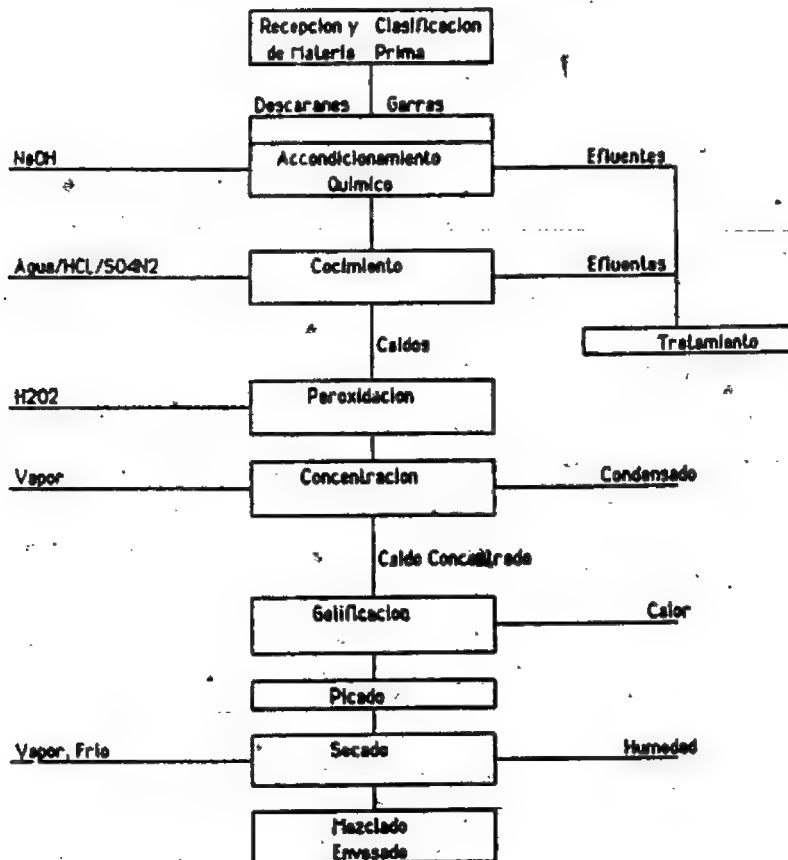 Recepcion y Clasificacion
de Materia Prima
Descarnes Garras
NaOH
Accondicionamiento
Quimico
Efluentes
Agua/HCL/SO4N2
Cocimiento
Efluentes
Caldos
Tratamiento
H2O2
Peroxidacion
Vapor
Concentracion
Condensado
Caldo Concentrado
Gelificacion
Calor
Picado
Vapor, Frio
Secado
Humedad
Mezclado
Envasado